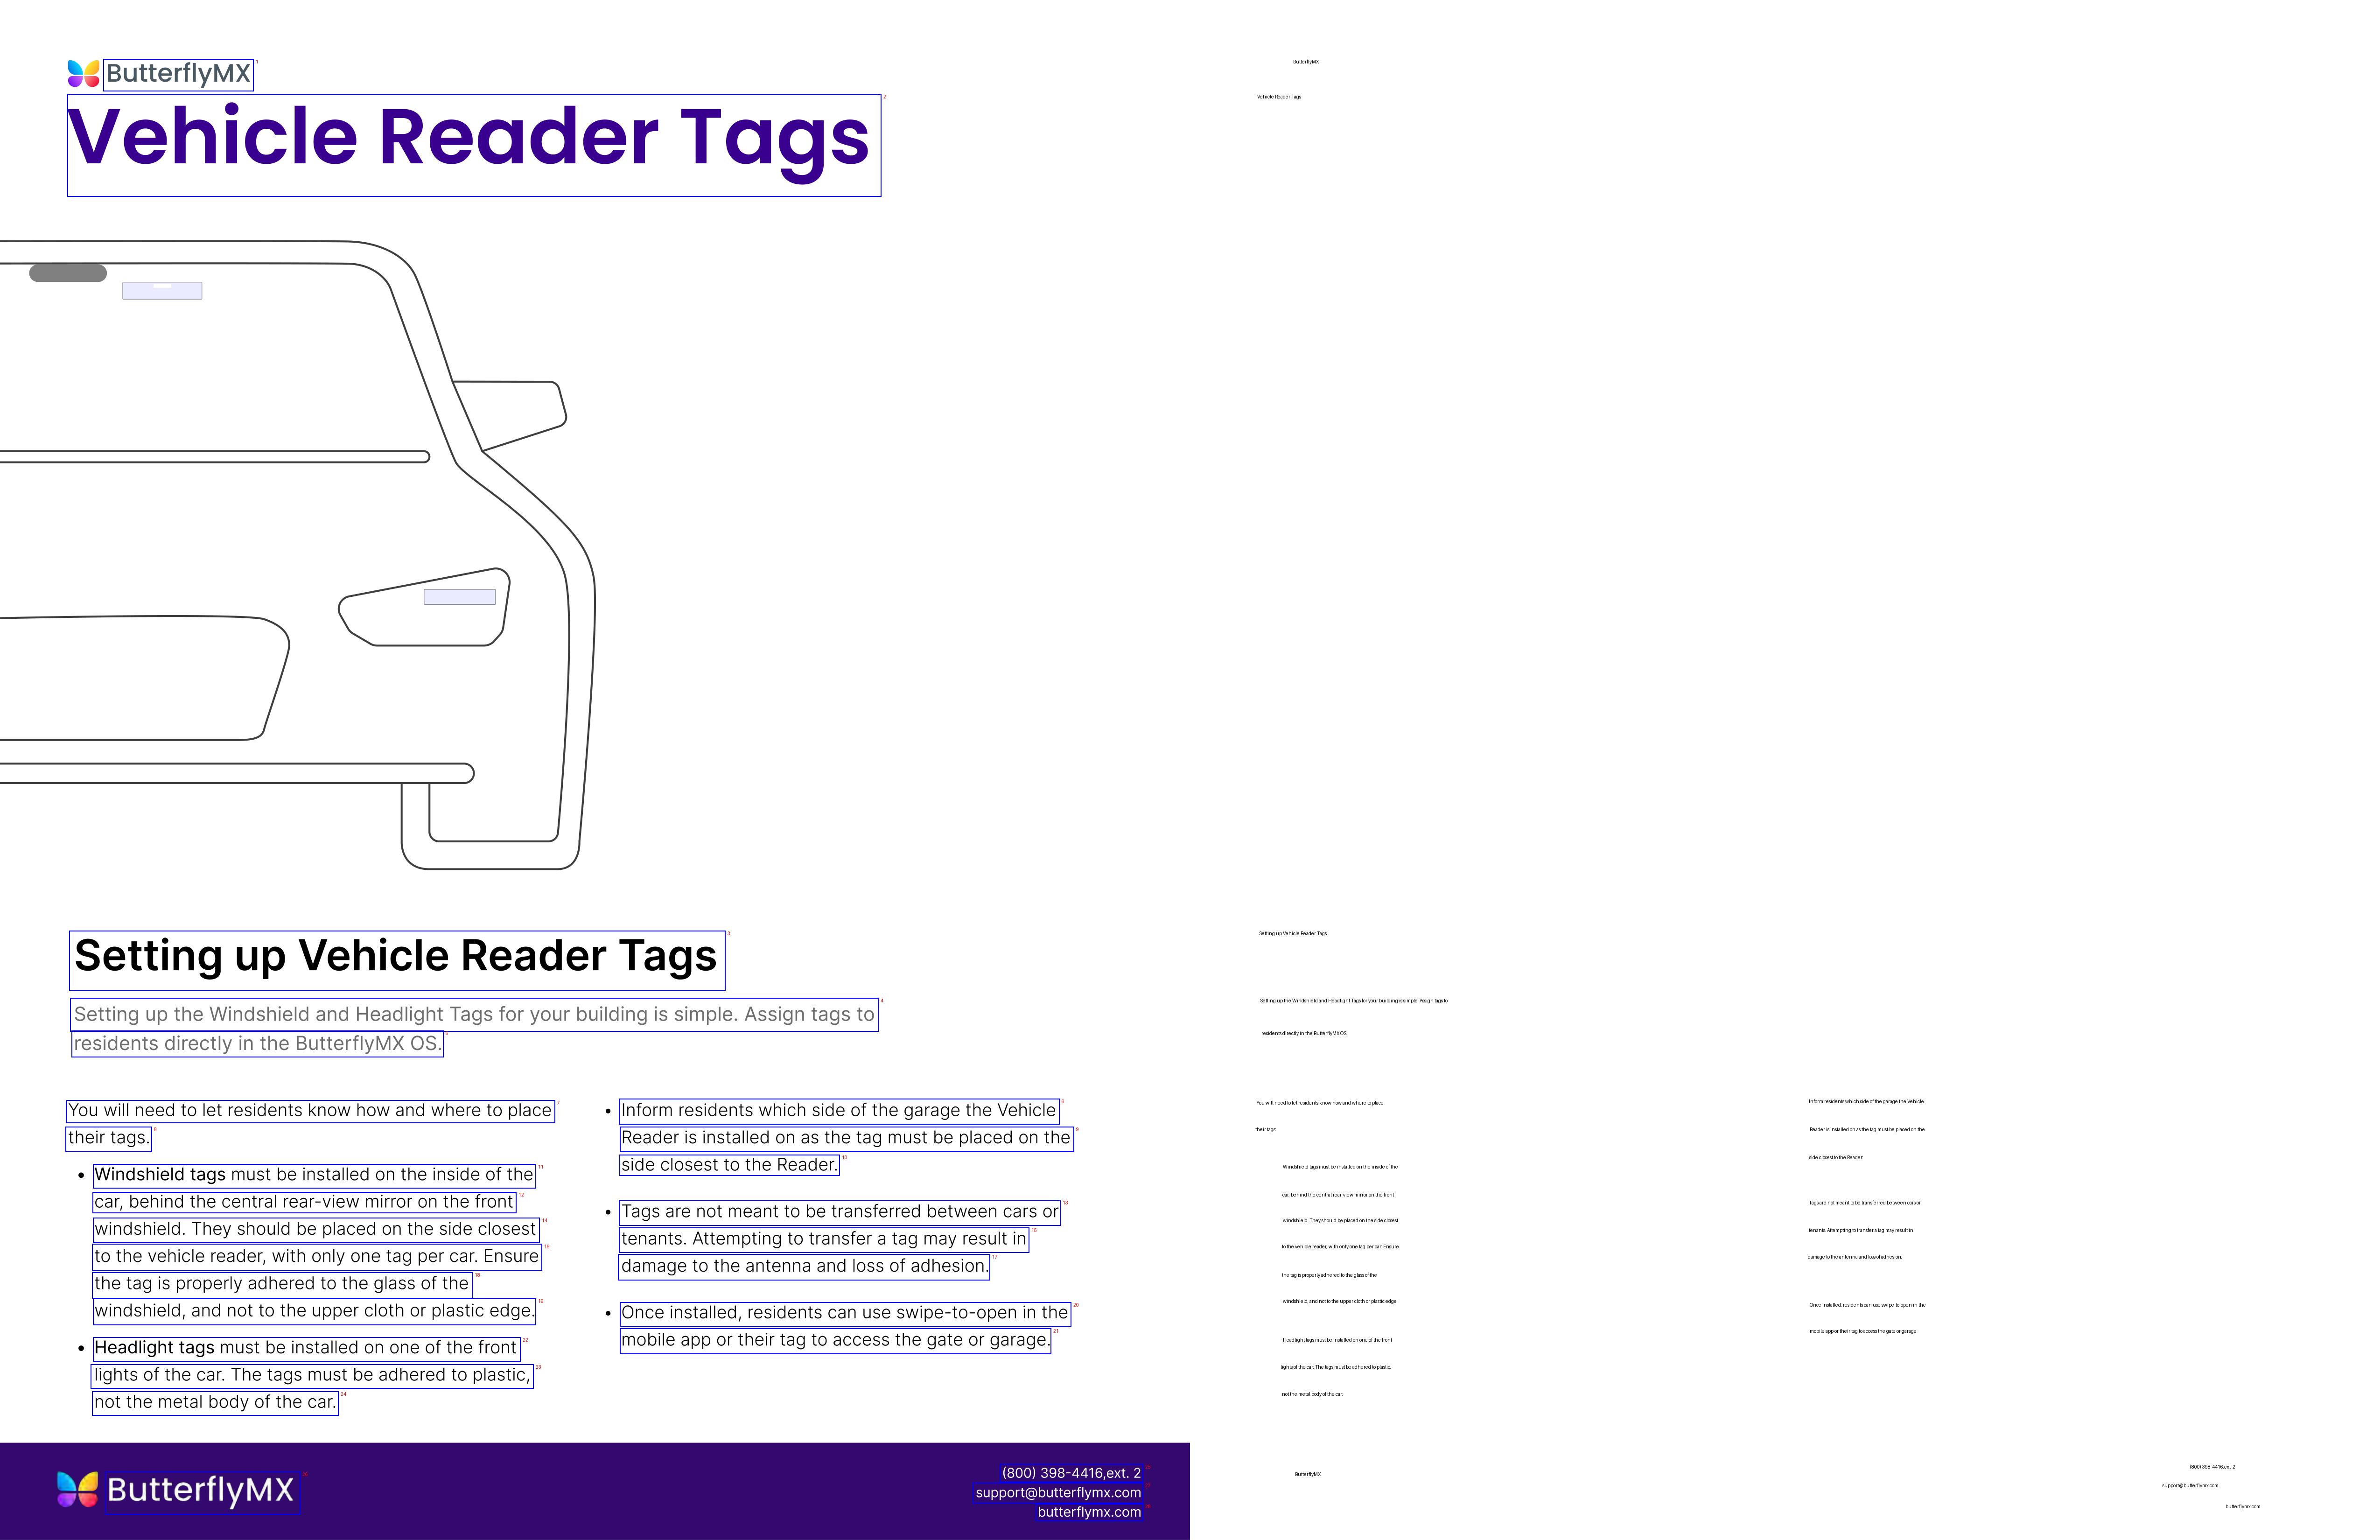 ButterflyMX
Vehicle Reader Tags
Setting up Vehicle Reader Tags
Setting up the Windshield and Headlight Tags for your building is simple. Assign tags to
residents directly in the ButterflyMX OS.
You will need to let residents know how and where to place
their tags.
• Windshield tags must be installed on the inside of the
car, behind the central rear-view mirror on the front
windshield. They should be placed on the side closest
to the vehicle reader, with only one tag per car. Ensure
the tag is properly adhered to the glass of the
windshield, and not to the upper cloth or plastic edge.
• Headlight tags must be installed on one of the front
lights of the car. The tags must be adhered to plastic,
not the metal body of the car.
• Inform residents which side of the garage the Vehicle
Reader is installed on as the tag must be placed on the
side closest to the Reader.
• Tags are not meant to be transferred between cars or
tenants. Attempting to transfer a tag may result in
damage to the antenna and loss of adhesion.
• Once installed, residents can use swipe-to-open in the
mobile app or their tag to access the gate or garage.
ButterflyMX
(800) 398-4416,ext. 2
support@butterflymx.com
butterflymx.com
ButterflyMX
Vehicle Reader Tags
Setting up Vehicle Reader Tags
Setting up the Windshield and Headlight Tags for your building is simple. Assign tags to
residents directly in the ButterflyMX OS.
You will need to let residents know how and where to place
their tags.
Windshield tags must be installed on the inside of the
car, behind the central rear-view mirror on the front
windshield. They should be placed on the side closest
to the vehicle reader, with only one tag per car. Ensure
the tag is properly adhered to the glass of the
windshield, and not to the upper cloth or plastic edge.
Headlight tags must be installed on one of the front
lights of the car. The tags must be adhered to plastic,
not the metal body of the car.
Inform residents which side of the garage the Vehicle
Reader is installed on as the tag must be placed on the
side closest to the Reader.
Tags are not meant to be transferred between cars or
tenants. Attempting to transfer a tag may result in
damage to the antenna and loss of adhesion.
Once installed, residents can use swipe-to-open in the
mobile app or their tag to access the gate or garage.
ButterflyMX
(800) 398-4416,ext. 2
support@butterflymx.com
butterflymx.com